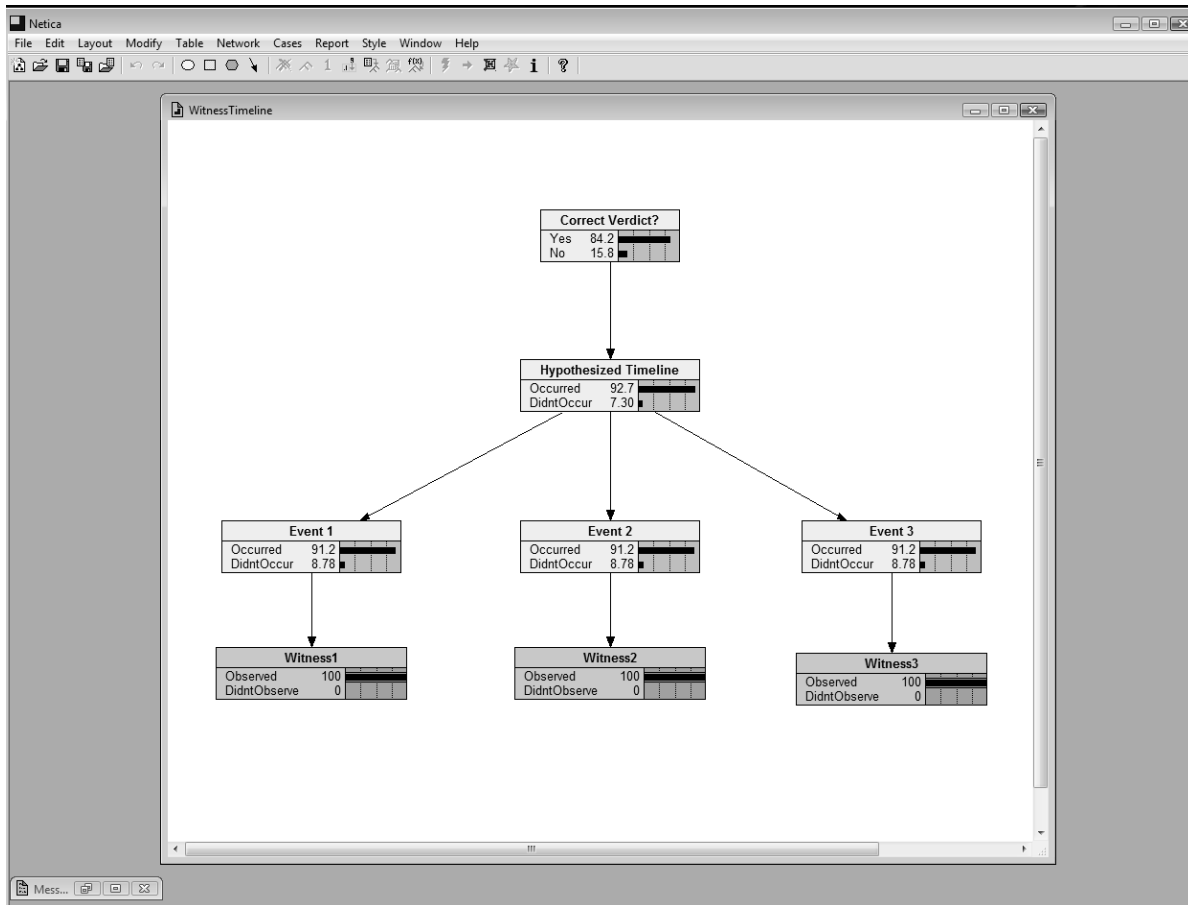 Netica
File Edit Layout Modify Table Network Cases Report Style Window Help
WitnessTimeline
Correct Verdict?
Yes 84.2
No 15.8
Hypothesized Timeline
Occurred 92.7
DidntOccur 7.30
Event 1
Occurred 91.2
DidntOccur 8.78
Event 2
Occurred 91.2
DidntOccur 8.78
Event 3
Occurred 91.2
DidntOccur 8.78
Witness1
Observed 100
DidntObserve 0
Witness2
Observed 100
DidntObserve 0
Witness3
Observed 100
DidntObserve 0
Mess...